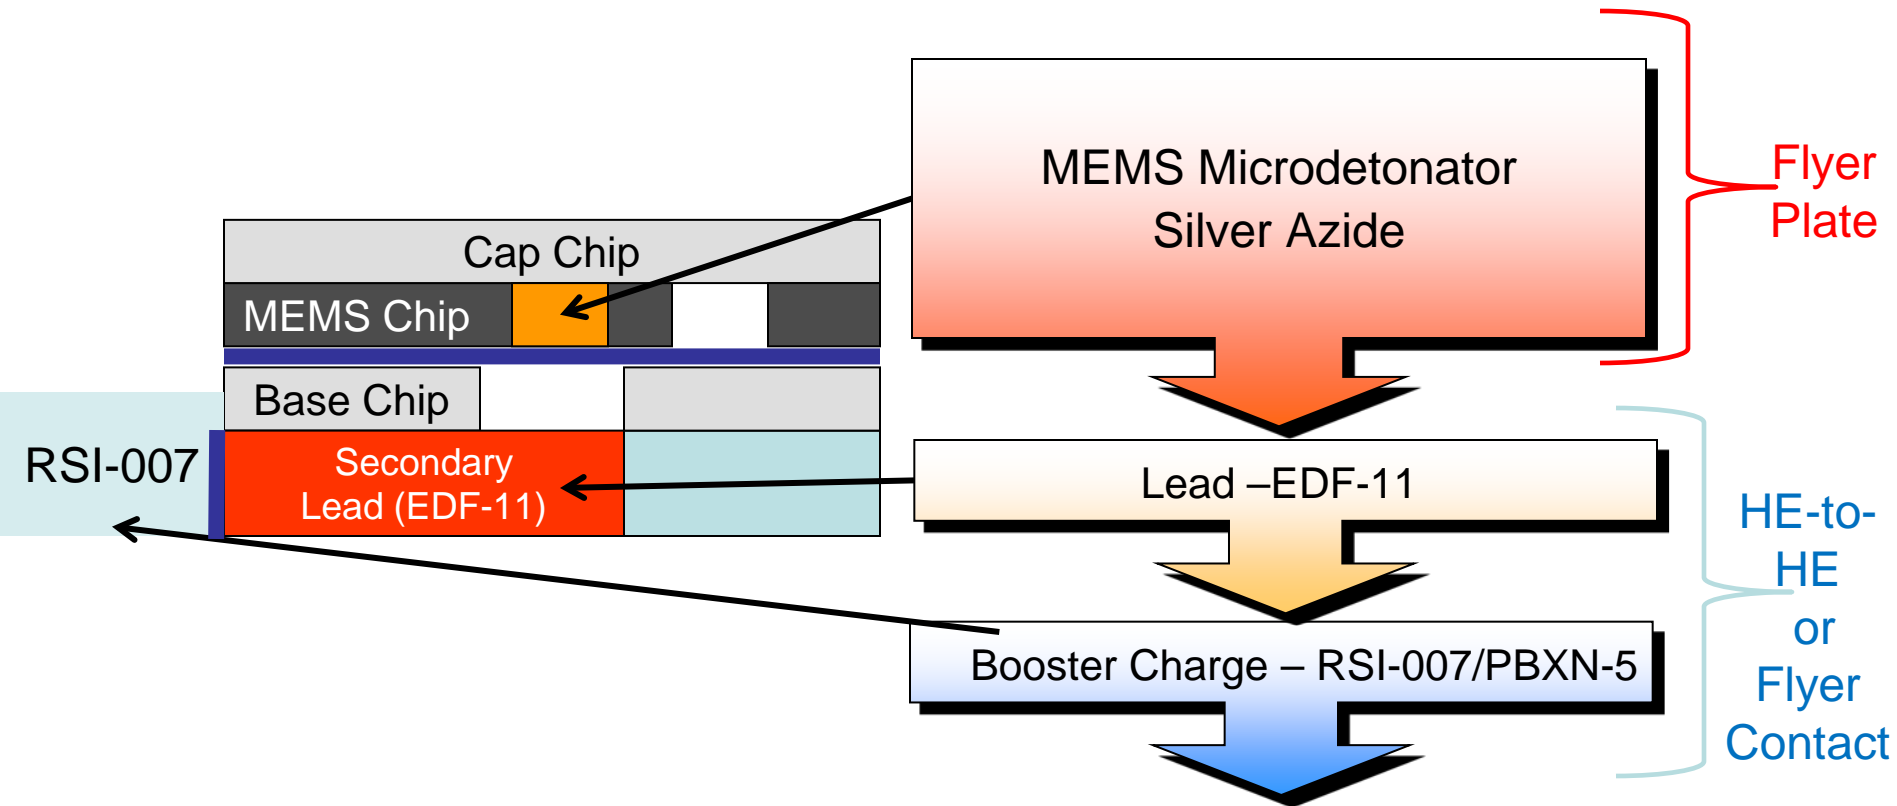 MEMS Microdetonator
Silver Azide
Flyer
Plate
Cap Chip
MEMS Chip
Base Chip
RSI-007
Secondary
Lead (EDF-11)
Lead –EDF-11
Booster Charge – RSI-007/PBXN-5
HE-to-
HE
or
Flyer
Contact